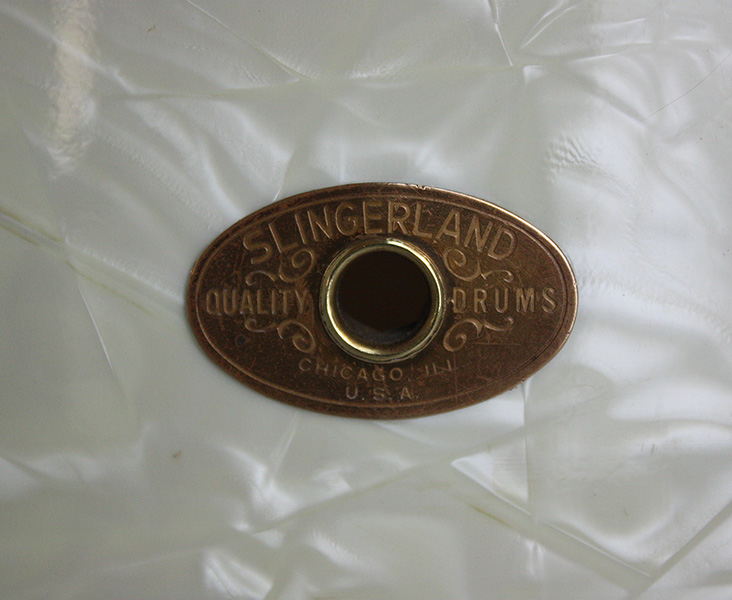 SLINGERLAND
QUALITY DRUMS
CHICAGO, ILL
U.S.A.